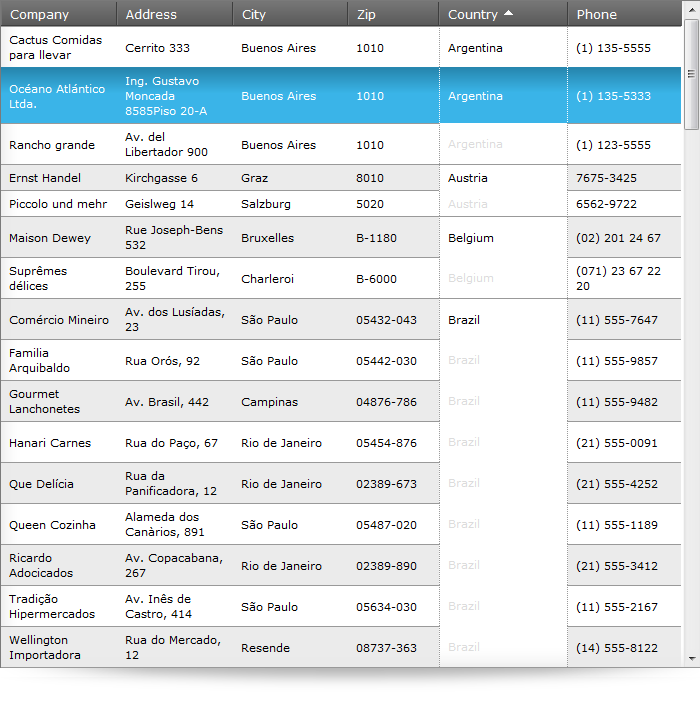 Company Address City Zip Country Phone
Cactus Comidas
para llevar Cerrito 333 Buenos Aires 1010 Argentina (1) 135-5555
Océano Atlántico
Ltda. Ing. Gustavo
Moncada
8585Piso 20-A Buenos Aires 1010 Argentina (1) 135-5333
Rancho grande Av. del
Libertador 900 Buenos Aires 1010 Argentina (1) 123-5555
Ernst Handel Kirchgasse 6 Graz 8010 Austria 7675-3425
Piccolo und mehr Geislweg 14 Salzburg 5020 Austria 6562-9722
Maison Dewey Rue Joseph-Bens
532 Bruxelles B-1180 Belgium (02) 201 24 67
Suprêmes
délices Boulevard Tirou,
255 Charleroi B-6000 Belgium (071) 23 67 22
20
Comércio Mineiro Av. dos Lusíadas,
23 São Paulo 05432-043 Brazil (11) 555-7647
Familia
Arquibaldo Rua Orós, 92 São Paulo 05442-030 Brazil (11) 555-9857
Gourmet
Lanchonetes Av. Brasil, 442 Campinas 04876-786 Brazil (11) 555-9482
Hanari Carnes Rua do Paço, 67 Rio de Janeiro 05454-876 Brazil (21) 555-0091
Que Delícia Rua da
Panificadora, 12 Rio de Janeiro 02389-673 Brazil (21) 555-4252
Queen Cozinha Alameda dos
Canàrios, 891 São Paulo 05487-020 Brazil (11) 555-1189
Ricardo
Adocicados Av. Copacabana,
267 Rio de Janeiro 02389-890 Brazil (21) 555-3412
Tradição
Hipermercados Av. Inês de
Castro, 414 São Paulo 05634-030 Brazil (11) 555-2167
Wellington
Importadora Rua do Mercado,
12 Resende 08737-363 Brazil (14) 555-8122